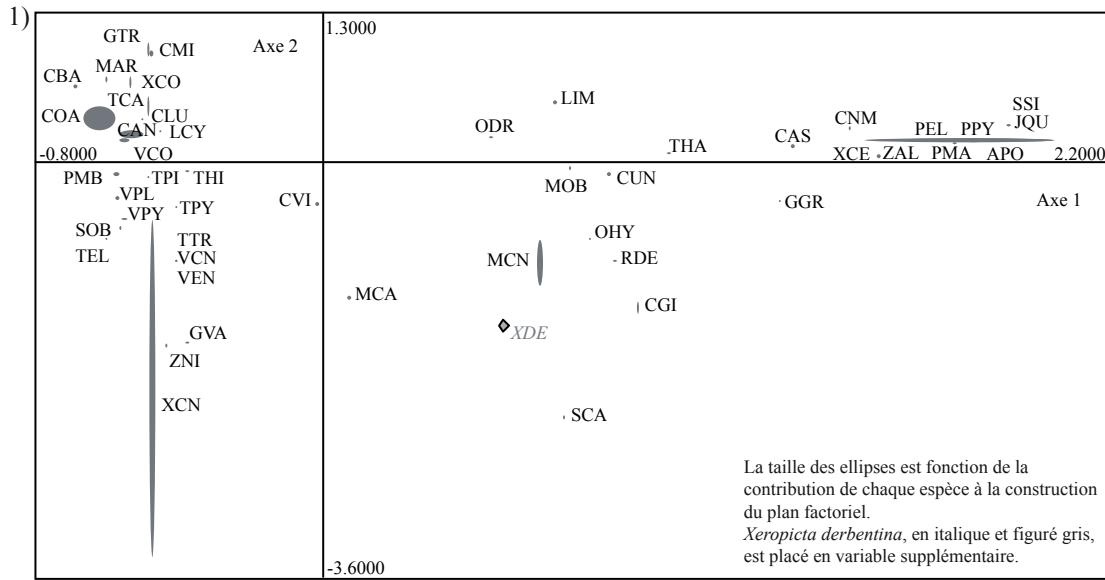 1)
1.3000
GTR
CMI
Axe 2
MAR
CBA
XCO
TCA
LIM
COA
CLU
SSI
CNM
CAN
LCY
ODR
CAS
PEL
PPY
JQU
THA
-0.8000
VCO
XCE
ZAL
PMA
APO
2.2000
PMB
TPI
THI
MOB
CUN
VPL
CVI
GGR
Axe 1
VPY
TPY
SOB
TTR
OHY
TEL
VCN
MCN
RDE
VEN
MCA
CGI
GVA
XDE
ZNI
XCN
SCA
La taille des ellipses est fonction de la
contribution de chaque espèce à la construction
du plan factoriel.
Xeropicta derbentina, en italique et figuré gris,
est placé en variable supplémentaire.
-3.6000